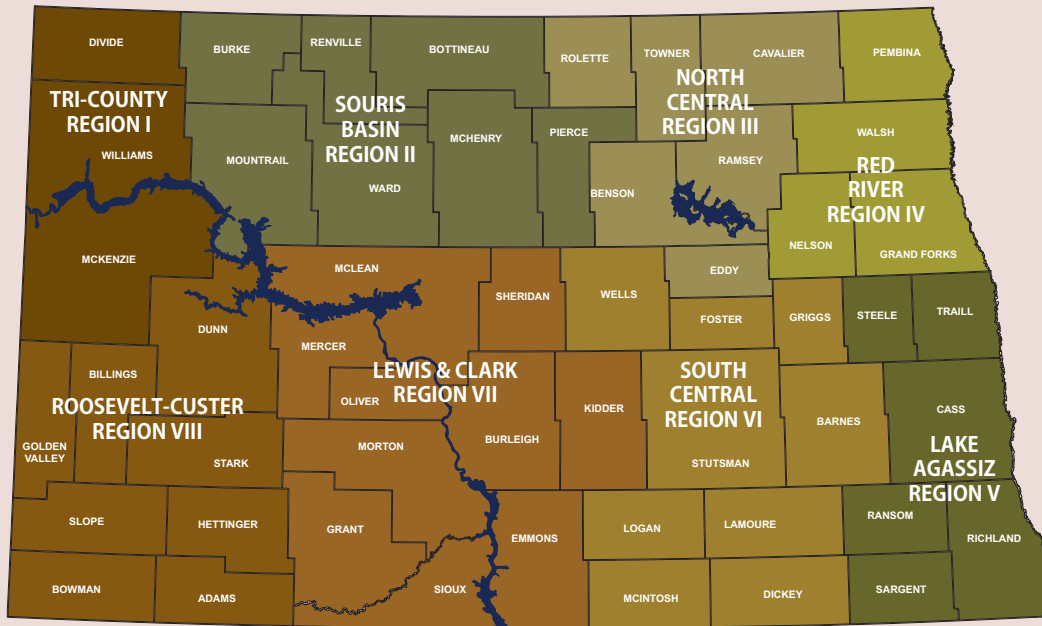 DIVIDE
BURKE
RENVILLE
BOTTINEAU
ROLETTE
TOWNER
CAVALIER
PEMBINA
TRI-COUNTY
REGION I
WILLIAMS
SOURIS
BASIN
REGION II
MOUNTRAIL
WARD
MCHENRY
PIERCE
NORTH
CENTRAL
REGION III
RAMSEY
BENSON
WALSH
RED
RIVER
REGION IV
NELSON
GRAND FORKS
MCKENZIE
MCLEAN
SHERIDAN
WELLS
EDDY
FOSTER
GRIGGS
STEELE
TRAILL
DUNN
MERCER
BILLINGS
OLIVER
LEWIS & CLARK
REGION VII
KIDDER
SOUTH
CENTRAL
REGION VI
ROOSEVELT-CUSTER
REGION VIII
GOLDEN
VALLEY
STARK
MORTON
BURLEIGH
STUTSMAN
BARNES
CASS
LAKE
AGASSIZ
REGION V
SLOPE
HETTINGER
GRANT
EMMONS
LOGAN
LAMOURE
RANSOM
RICHLAND
BOWMAN
ADAMS
SIOUX
MCINTOSH
DICKEY
SARGENT